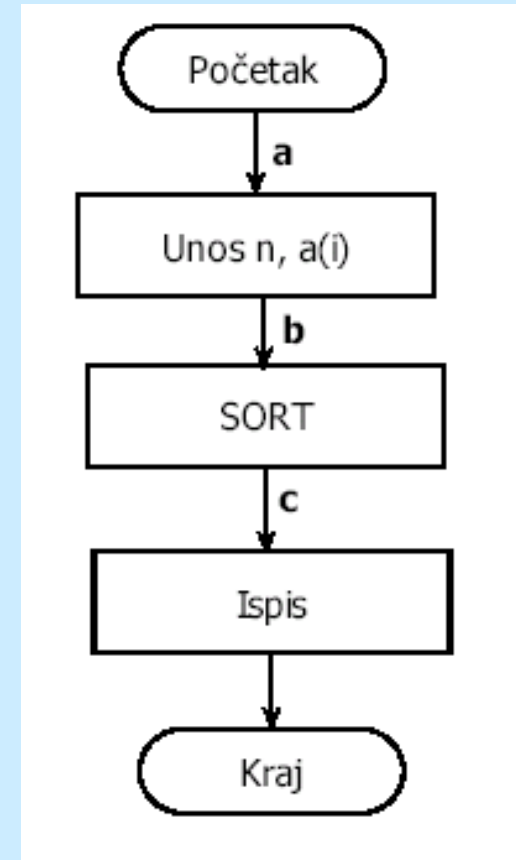 Početak
a
Unos n, a(i)
b
SORT
c
Ispis
Kraj